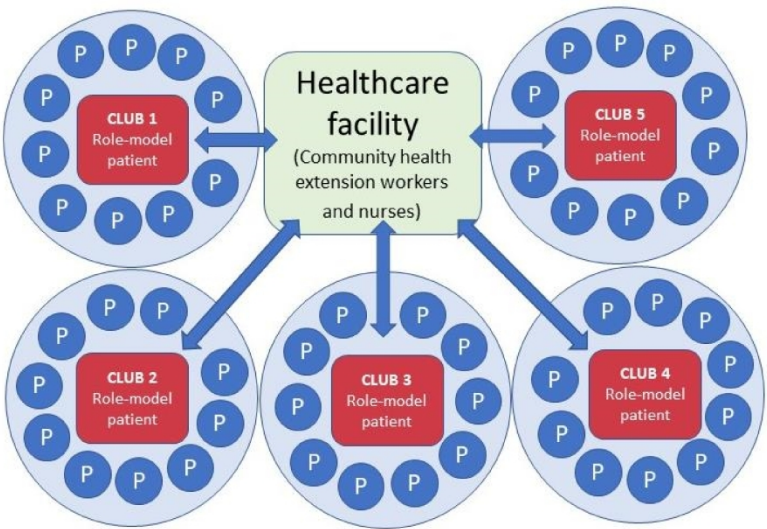 P
P
P
P
P
P
P
P
P
P
CLUB 1
Role-model
patient
Healthcare
facility
(Community health
extension workers
and nurses)
P
P
P
P
P
P
P
P
P
P
CLUB 5
Role-model
patient
P
P
P
P
P
P
P
P
P
P
CLUB 2
Role-model
patient
P
P
P
P
P
P
P
P
P
P
CLUB 3
Role-model
patient
P
P
P
P
P
P
P
P
P
P
CLUB 4
Role-model
patient